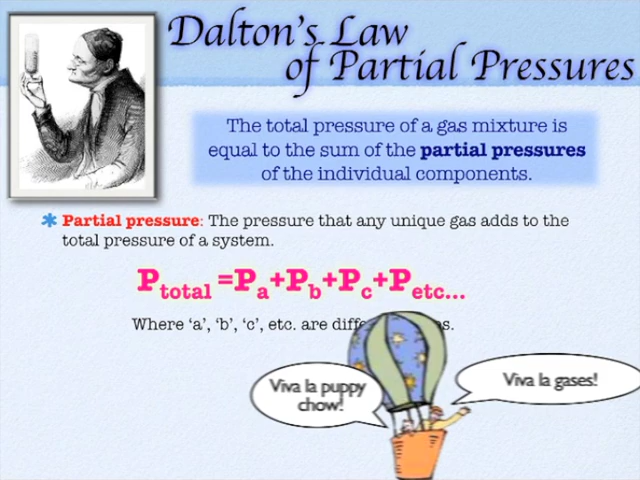 Dalton's Law
of Partial Pressures
The total pressure of a gas mixture is
equal to the sum of the partial pressures
of the individual components.
Partial pressure: The pressure that any unique gas adds to the
total pressure of a system.
Ptotal =Pa+Pb+Pc+Petc...
Where 'a', 'b', 'c', etc. are
Viva la puppy
chow!
Viva la gases!